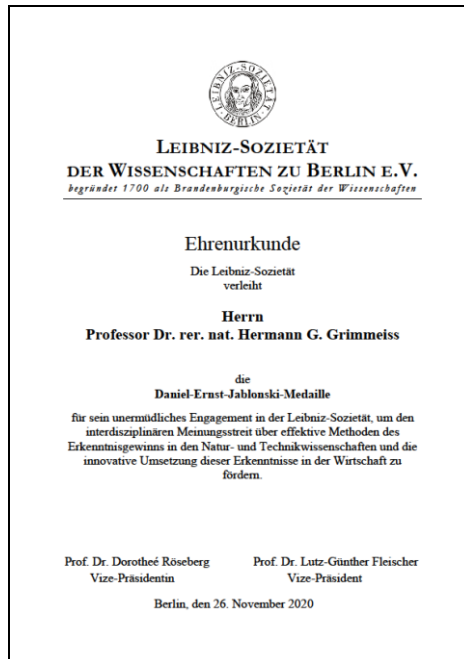 LEIBNIZ-SOZIETÄT
BERLIN
LEIBNIZ-SOZIETÄT
DER WISSENSCHAFTEN ZU BERLIN E.V.
begründet 1700 als Brandenburgische Sozietät der Wissenschaften
Ehrenurkunde
Die Leibniz-Sozietät
verleiht
Herrn
Professor Dr. rer. nat. Hermann G. Grimmeiss
die
Daniel-Ernst-Jablonski-Medaille
für sein unermüdliches Engagement in der Leibniz-Sozietät, um den
interdisziplinären Meinungsstreit über effektive Methoden des
Erkenntnisgewinns in den Natur- und Technikwissenschaften und die
innovative Umsetzung dieser Erkenntnisse in der Wirtschaft zu
fördern.
Prof. Dr. Dorotheé Röseberg Prof. Dr. Lutz-Günther Fleischer
Vize-Präsidentin Vize-Präsident
Berlin, den 26. November 2020